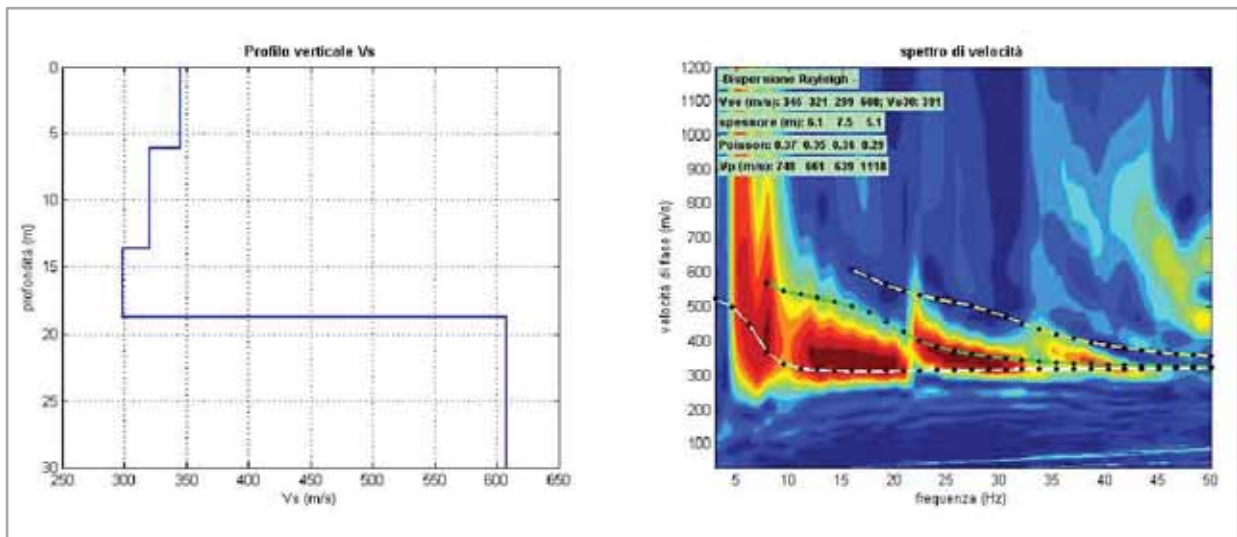 Profilo verticale Vs
0
5
10
15
20
25
30
profondità (m)
250 300 350 400 450 500 550 600 650
Vs (m/s)
spettro di velocità
1200
1100
1000
900
800
700
600
500
400
300
200
100
velocità di fase (m/s)
Dispersione Rayleigh
Vss (m/s): 345 321 299 608; Vs30: 391
spessore (m): 6.1 7.5 5.1
Poisson: 0.37 0.35 0.36 0.29
Vp (m/s): 748 661 639 1118
5 10 15 20 25 30 35 40 45 50
frequenza (Hz)